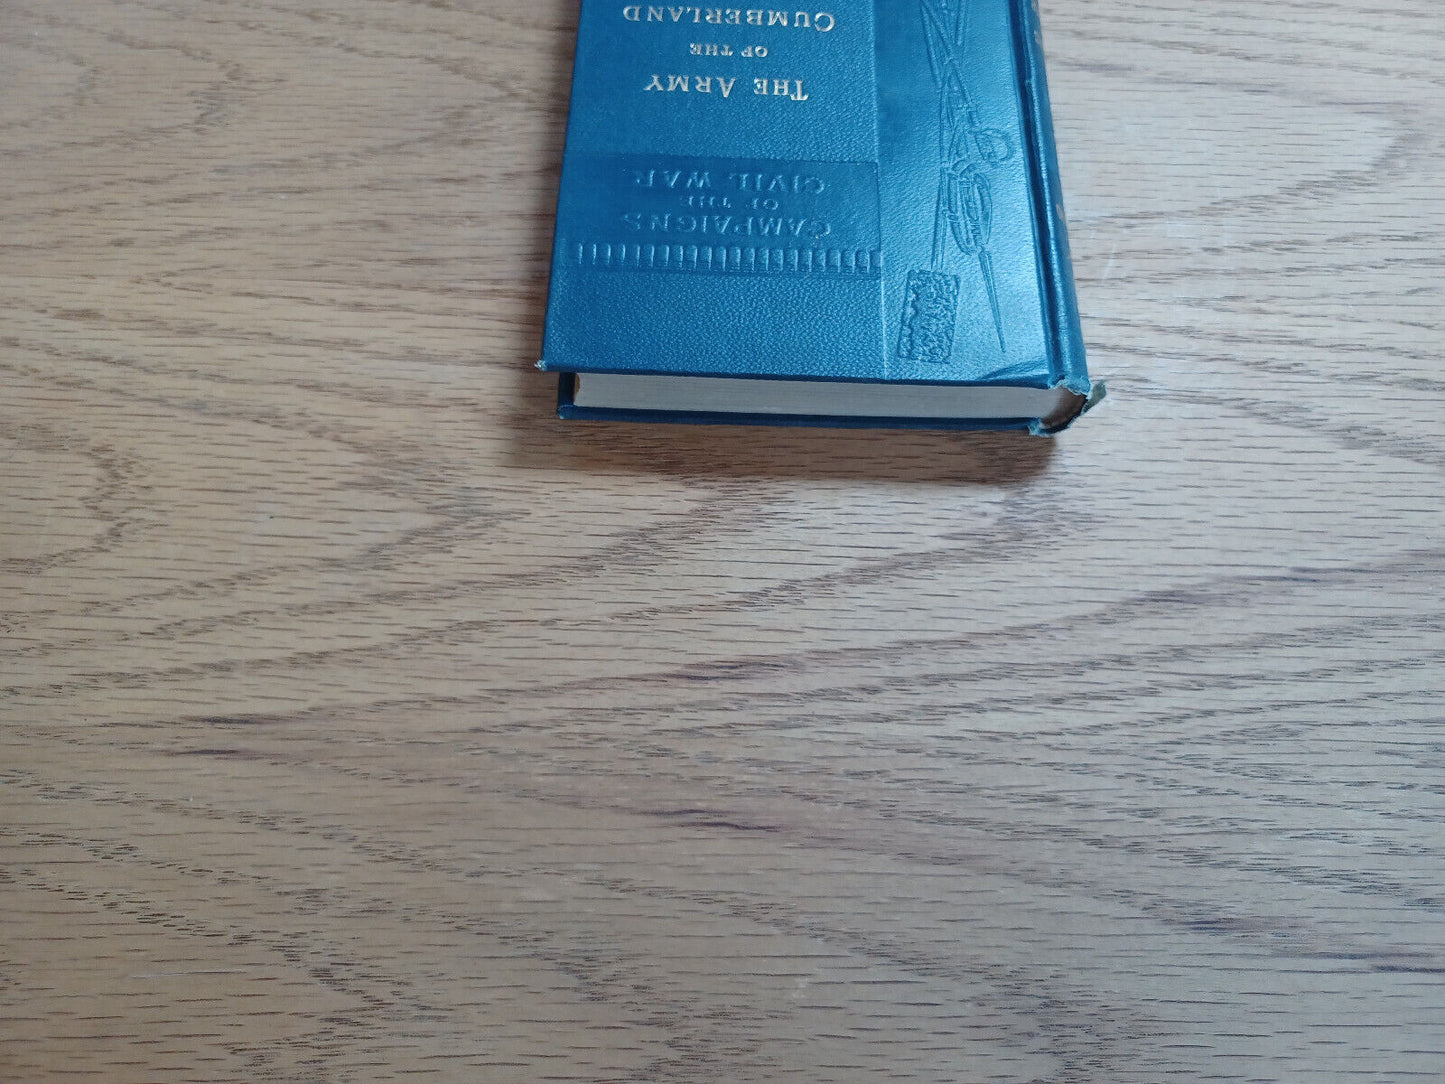 CAMPAIGNS
OF THE
CIVIL WAR
THE ARMY
OF THE
CUMBERLAND